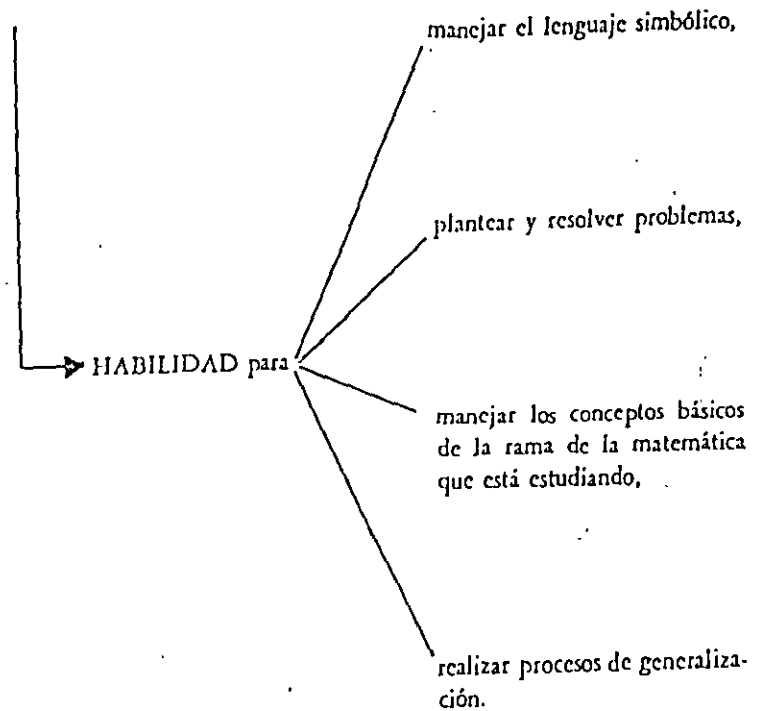 manejar el lenguaje simbólico,
plantear y resolver problemas,
HABILIDAD para
manejar los conceptos básicos
de la rama de la matemática
que está estudiando,
realizar procesos de generaliza-
ción.